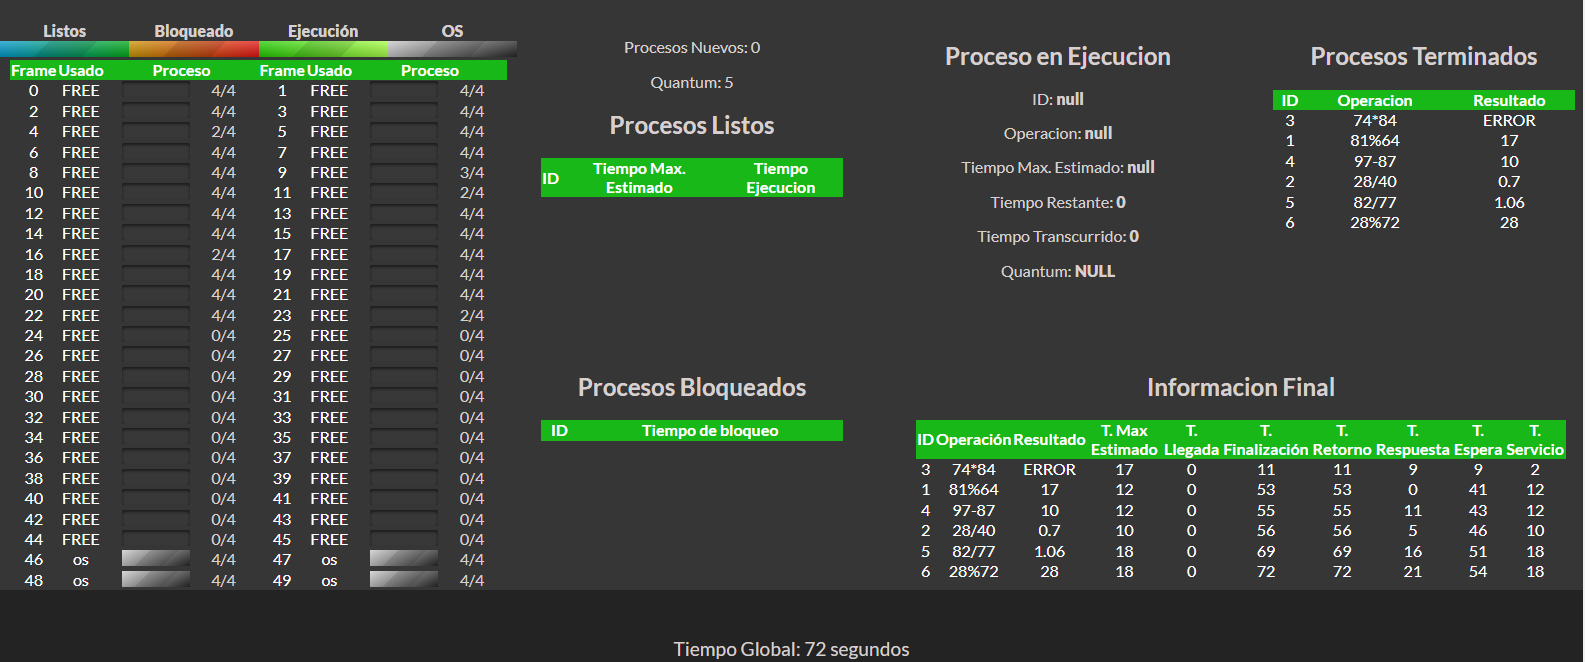 Listos Bloqueado Ejecución OS
Frame Usado Proceso Frame Usado Proceso
0 FREE 4/4 1 FREE 4/4
2 FREE 4/4 3 FREE 4/4
4 FREE 2/4 5 FREE 4/4
6 FREE 4/4 7 FREE 4/4
8 FREE 4/4 9 FREE 3/4
10 FREE 4/4 11 FREE 2/4
12 FREE 4/4 13 FREE 4/4
14 FREE 4/4 15 FREE 4/4
16 FREE 2/4 17 FREE 4/4
18 FREE 4/4 19 FREE 4/4
20 FREE 4/4 21 FREE 4/4
22 FREE 4/4 23 FREE 2/4
24 FREE 0/4 25 FREE 0/4
26 FREE 0/4 27 FREE 0/4
28 FREE 0/4 29 FREE 0/4
30 FREE 0/4 31 FREE 0/4
32 FREE 0/4 33 FREE 0/4
34 FREE 0/4 35 FREE 0/4
36 FREE 0/4 37 FREE 0/4
38 FREE 0/4 39 FREE 0/4
40 FREE 0/4 41 FREE 0/4
42 FREE 0/4 43 FREE 0/4
44 FREE 0/4 45 FREE 0/4
46 os 4/4 47 os 4/4
48 os 4/4 49 os 4/4
Procesos Nuevos: 0
Quantum: 5
Procesos Listos
ID Tiempo Max. Estimado Tiempo Ejecucion
Procesos Bloqueados
ID Tiempo de bloqueo
Proceso en Ejecucion
ID: null
Operacion: null
Tiempo Max. Estimado: null
Tiempo Restante: 0
Tiempo Transcurrido: 0
Quantum: NULL
Procesos Terminados
ID Operacion Resultado
3 74*84 ERROR
1 81%64 17
4 97-87 10
2 28/40 0.7
5 82/77 1.06
6 28%72 28
Informacion Final
ID Operación Resultado T. Max Estimado T. Llegada T. Finalización T. Retorno T. Respuesta T. Espera T. Servicio
3 74*84 ERROR 17 0 11 11 9 9 2
1 81%64 17 12 0 53 53 0 41 12
4 97-87 10 12 0 55 55 11 43 12
2 28/40 0.7 10 0 56 56 5 46 10
5 82/77 1.06 18 0 69 69 16 51 18
6 28%72 28 18 0 72 72 21 54 18
Tiempo Global: 72 segundos